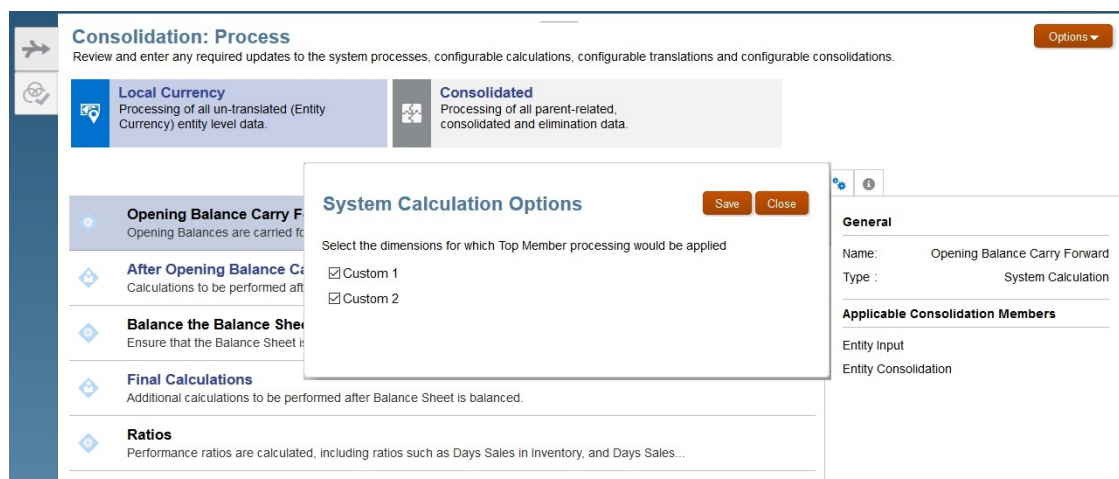 Consolidation: Process
Options
Review and enter any required updates to the system processes, configurable calculations, configurable translations and configurable consolidations.
Local Currency
Processing of all un-translated (Entity
Currency) entity level data.
Consolidated
Processing of all parent-related,
consolidated and elimination data.
System Calculation Options
Save
Close
Select the dimensions for which Top Member processing would be applied
Custom 1
Custom 2
Opening Balance Carry F
Opening Balances are carried fo
After Opening Balance Ca
Calculations to be performed aft
Balance the Balance Shee
Ensure that the Balance Sheet is
Final Calculations
Additional calculations to be performed after Balance Sheet is balanced.
Ratios
Performance ratios are calculated, including ratios such as Days Sales in Inventory, and Days Sales...
General
Name: Opening Balance Carry Forward
Type : System Calculation
Applicable Consolidation Members
Entity Input
Entity Consolidation